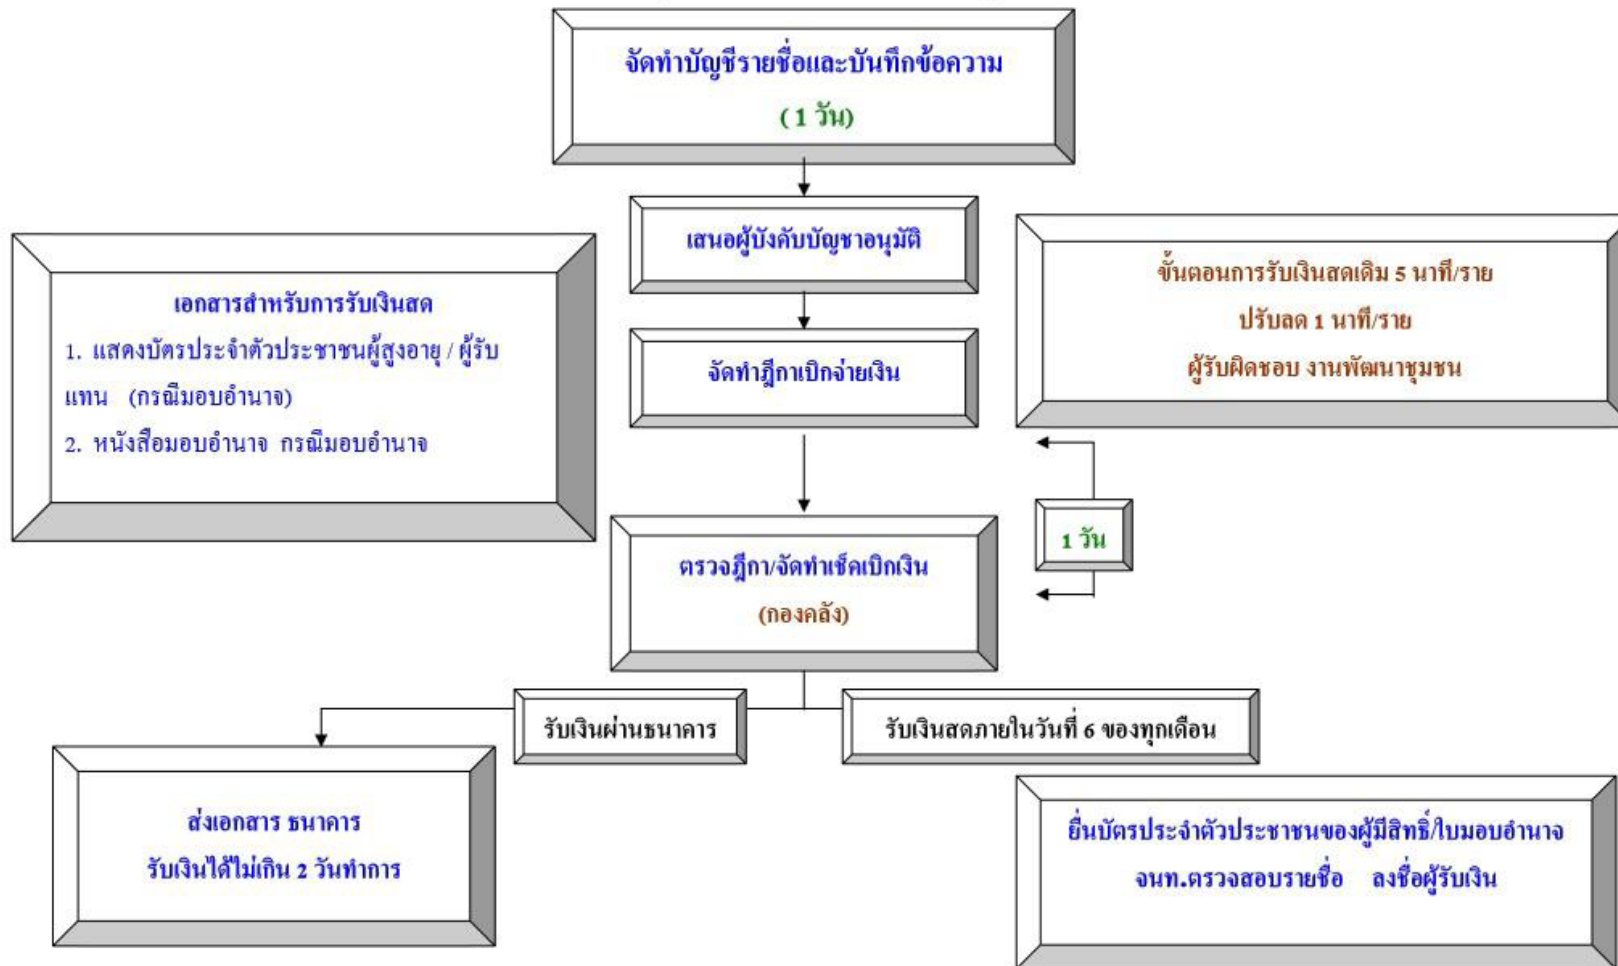 จัดทำบัญชีรายชื่อและบันทึกข้อความ
( 1 วัน)
เสนอผู้บังคับบัญชาอนุมัติ
เอกสารสำหรับการรับเงินสด
1. แสดงบัตรประจำตัวประชาชนผู้สูงอายุ / ผู้รับ
แทน (กรณีมอบอำนาจ)
2. หนังสือมอบอำนาจ กรณีมอบอำนาจ
จัดทำฎีกาเบิกจ่ายเงิน
ขั้นตอนการรับเงินสดเดิม 5 นาที/ราย
ปรับลด 1 นาที/ราย
ผู้รับผิดชอบ งานพัฒนาชุมชน
1 วัน
ตรวจฎีกา/จัดทำเช็คเบิกเงิน
(กองคลัง)
รับเงินผ่านธนาคาร
รับเงินสดภายในวันที่ 6 ของทุกเดือน
ส่งเอกสาร ธนาคาร
รับเงินได้ไม่เกิน 2 วันทำการ
ยื่นบัตรประจำตัวประชาชนของผู้มีสิทธิ์/ใบมอบอำนาจ
จนท.ตรวจสอบรายชื่อ ลงชื่อผู้รับเงิน